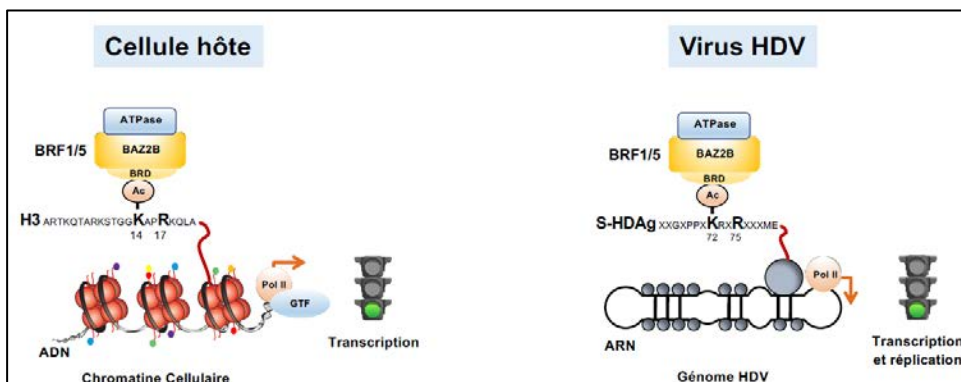 Cellule hôte
ATPase
BRF1/5 BAZ2B
BRD
Ac
H3 ARTKQTARKSTGGKAPRKQLA
14 17
Pol II
GTF
ADN
Transcription
Chromatine Cellulaire
Virus HDV
ATPase
BRF1/5 BAZ2B
BRD
Ac
S-HDAg XXGXPPXKRXRXXXME
72 75
Pol II
ARN
Transcription
et réplication
Génome HDV